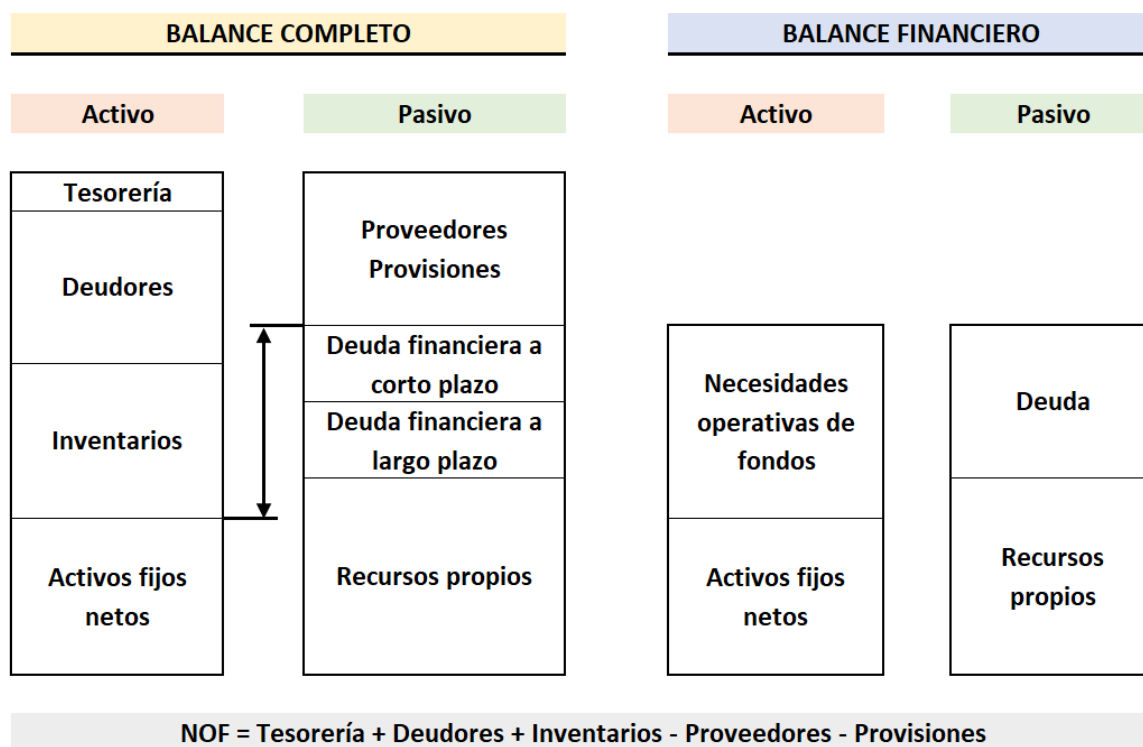 BALANCE COMPLETO
BALANCE FINANCIERO
Activo
Pasivo
Activo
Pasivo
Tesorería
Deudores
Inventarios
Activos fijos
netos
Proveedores
Provisiones
Deuda financiera a
corto plazo
Deuda financiera a
largo plazo
Recursos propios
Necesidades
operativas de
fondos
Activos fijos
netos
Deuda
Recursos
propios
NOF = Tesorería + Deudores + Inventarios - Proveedores - Provisiones